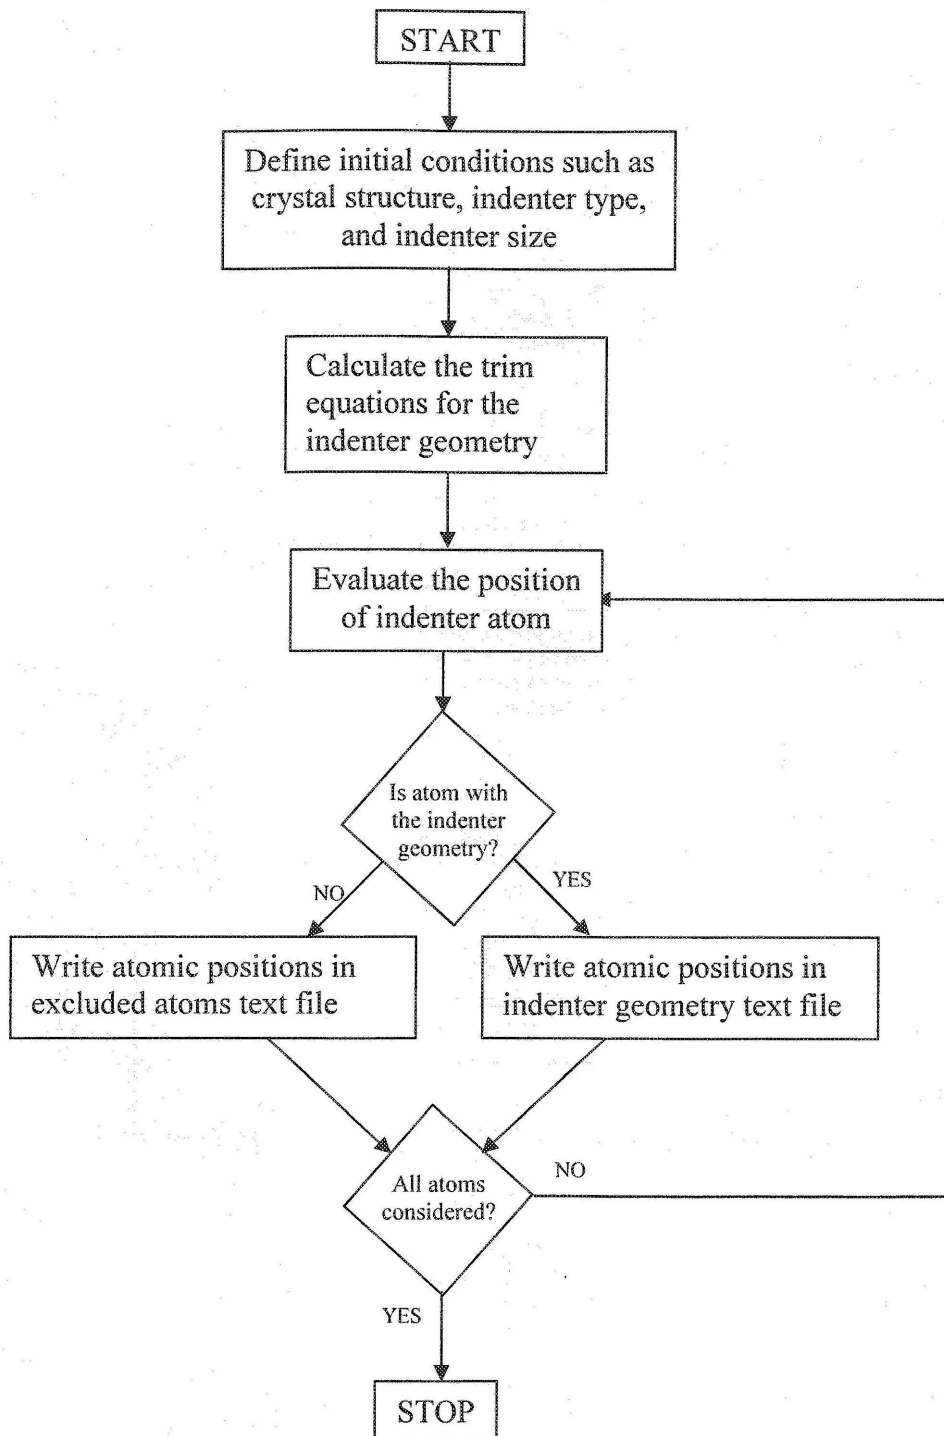 START
Define initial conditions such as
crystal structure, indenter type,
and indenter size
Calculate the trim
equations for the
indenter geometry
Evaluate the position
of indenter atom
Is atom with
the indenter
geometry?
NO
YES
Write atomic positions in
excluded atoms text file
Write atomic positions in
indenter geometry text file
All atoms
considered?
NO
YES
STOP